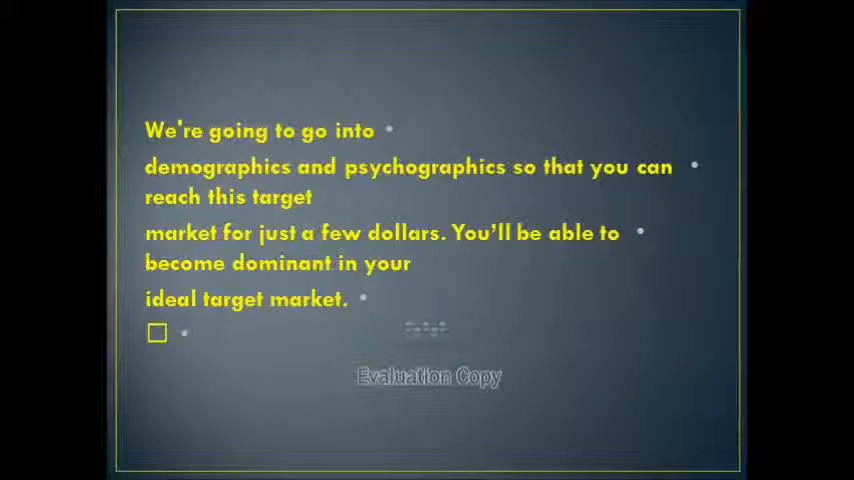 We're going to go into •
demographics and psychographics so that you can •
reach this target
market for just a few dollars. You'll be able to •
become dominant in your
ideal target market. •
□ •
Evaluation Copy